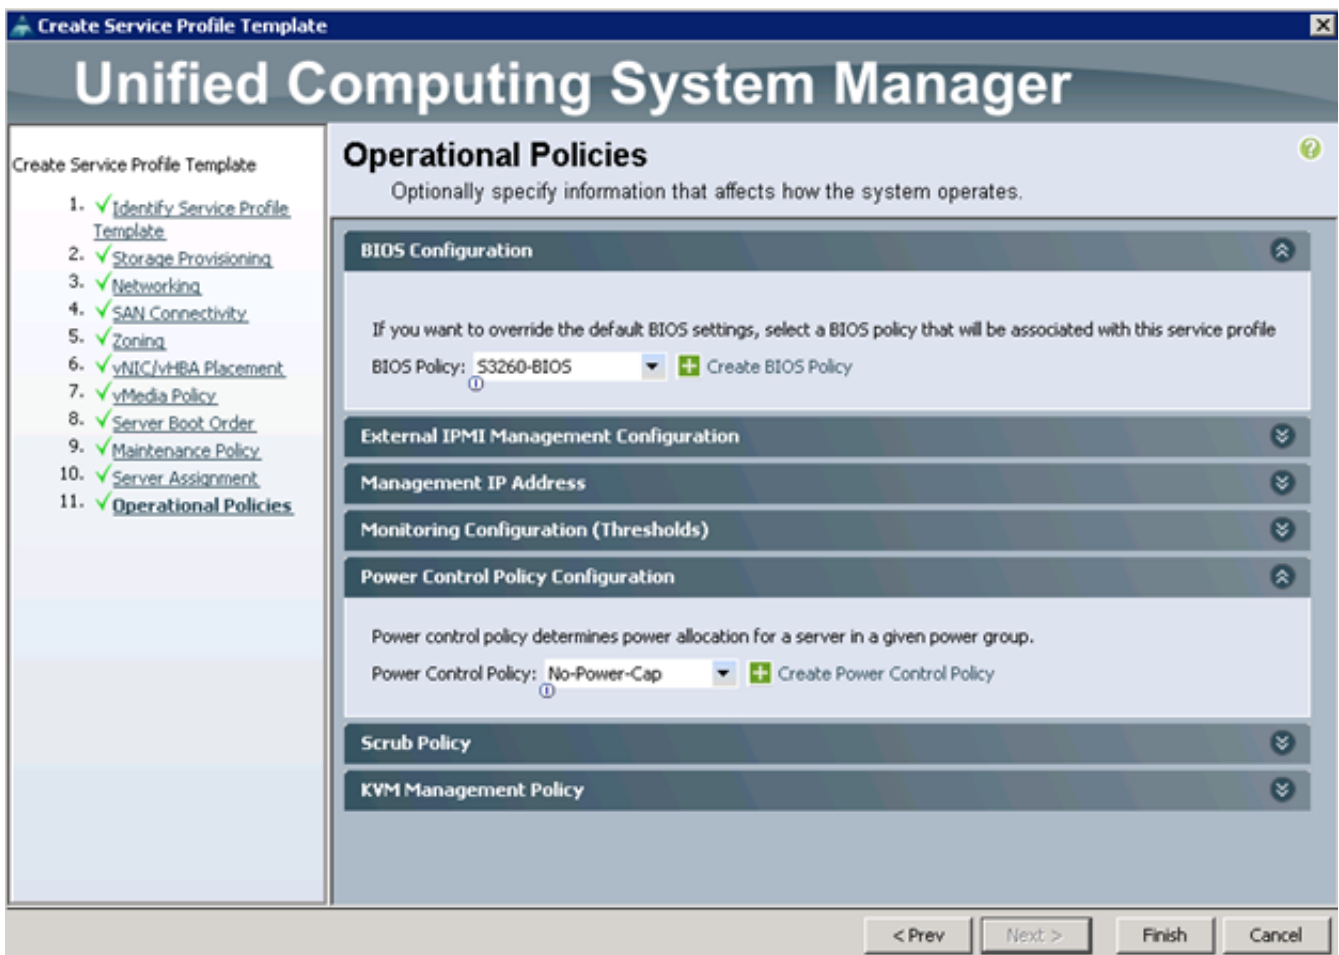 Create Service Profile Template
Unified Computing System Manager
Create Service Profile Template
1. Identify Service Profile
Template
2. Storage Provisioning
3. Networking
4. SAN Connectivity
5. Zoning
6. vNIC/vHBA Placement
7. vMedia Policy
8. Server Boot Order
9. Maintenance Policy
10. Server Assignment
11. Operational Policies
Operational Policies
Optionally specify information that affects how the system operates.
BIOS Configuration
If you want to override the default BIOS settings, select a BIOS policy that will be associated with this service profile
BIOS Policy: S3260-BIOS Create BIOS Policy
External IPMI Management Configuration
Management IP Address
Monitoring Configuration (Thresholds)
Power Control Policy Configuration
Power control policy determines power allocation for a server in a given power group.
Power Control Policy: No-Power-Cap Create Power Control Policy
Scrub Policy
KVM Management Policy
< Prev Next > Finish Cancel